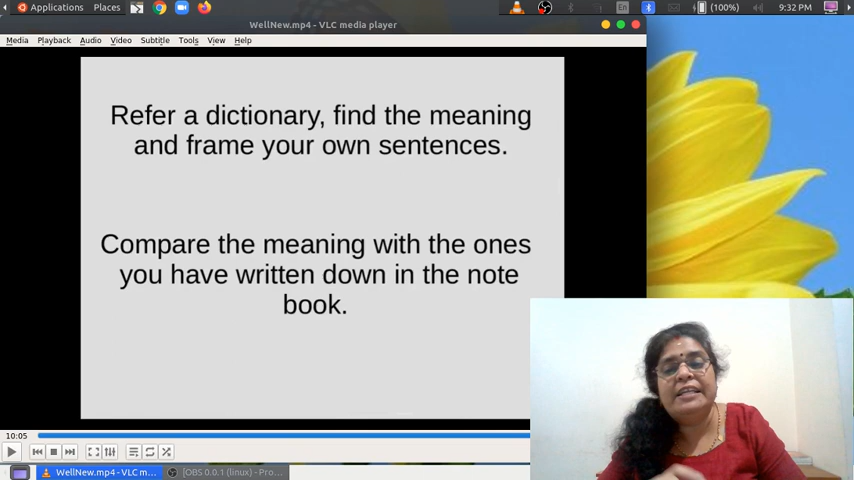 Applications Places En (100%) 9:32 PM
WellNew.mp4 - VLC media player
Media Playback Audio Video Subtitle Tools View Help
Refer a dictionary, find the meaning
and frame your own sentences.
Compare the meaning with the ones
you have written down in the note
book.
10:05
WellNew.mp4 - VLC m... [OBS 0.0.1 (linux) - Pro...